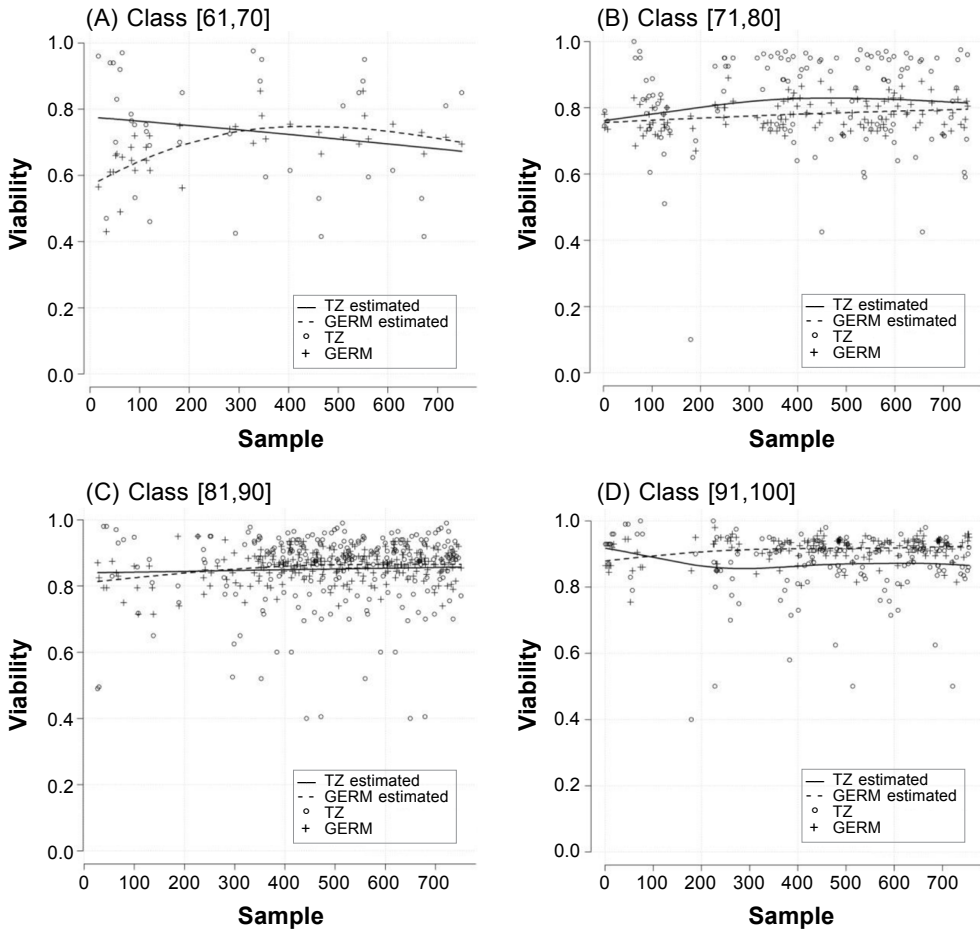 (A) Class [61,70]
1.0
0.8
0.6
0.4
0.2
0.0
Viability
0 100 200 300 400 500 600 700
Sample
TZ estimated
GERM estimated
TZ
GERM
(B) Class [71,80]
1.0
0.8
0.6
0.4
0.2
0.0
Viability
0 100 200 300 400 500 600 700
Sample
TZ estimated
GERM estimated
TZ
GERM
(C) Class [81,90]
1.0
0.8
0.6
0.4
0.2
0.0
Viability
0 100 200 300 400 500 600 700
Sample
TZ estimated
GERM estimated
TZ
GERM
(D) Class [91,100]
1.0
0.8
0.6
0.4
0.2
0.0
Viability
0 100 200 300 400 500 600 700
Sample
TZ estimated
GERM estimated
TZ
GERM